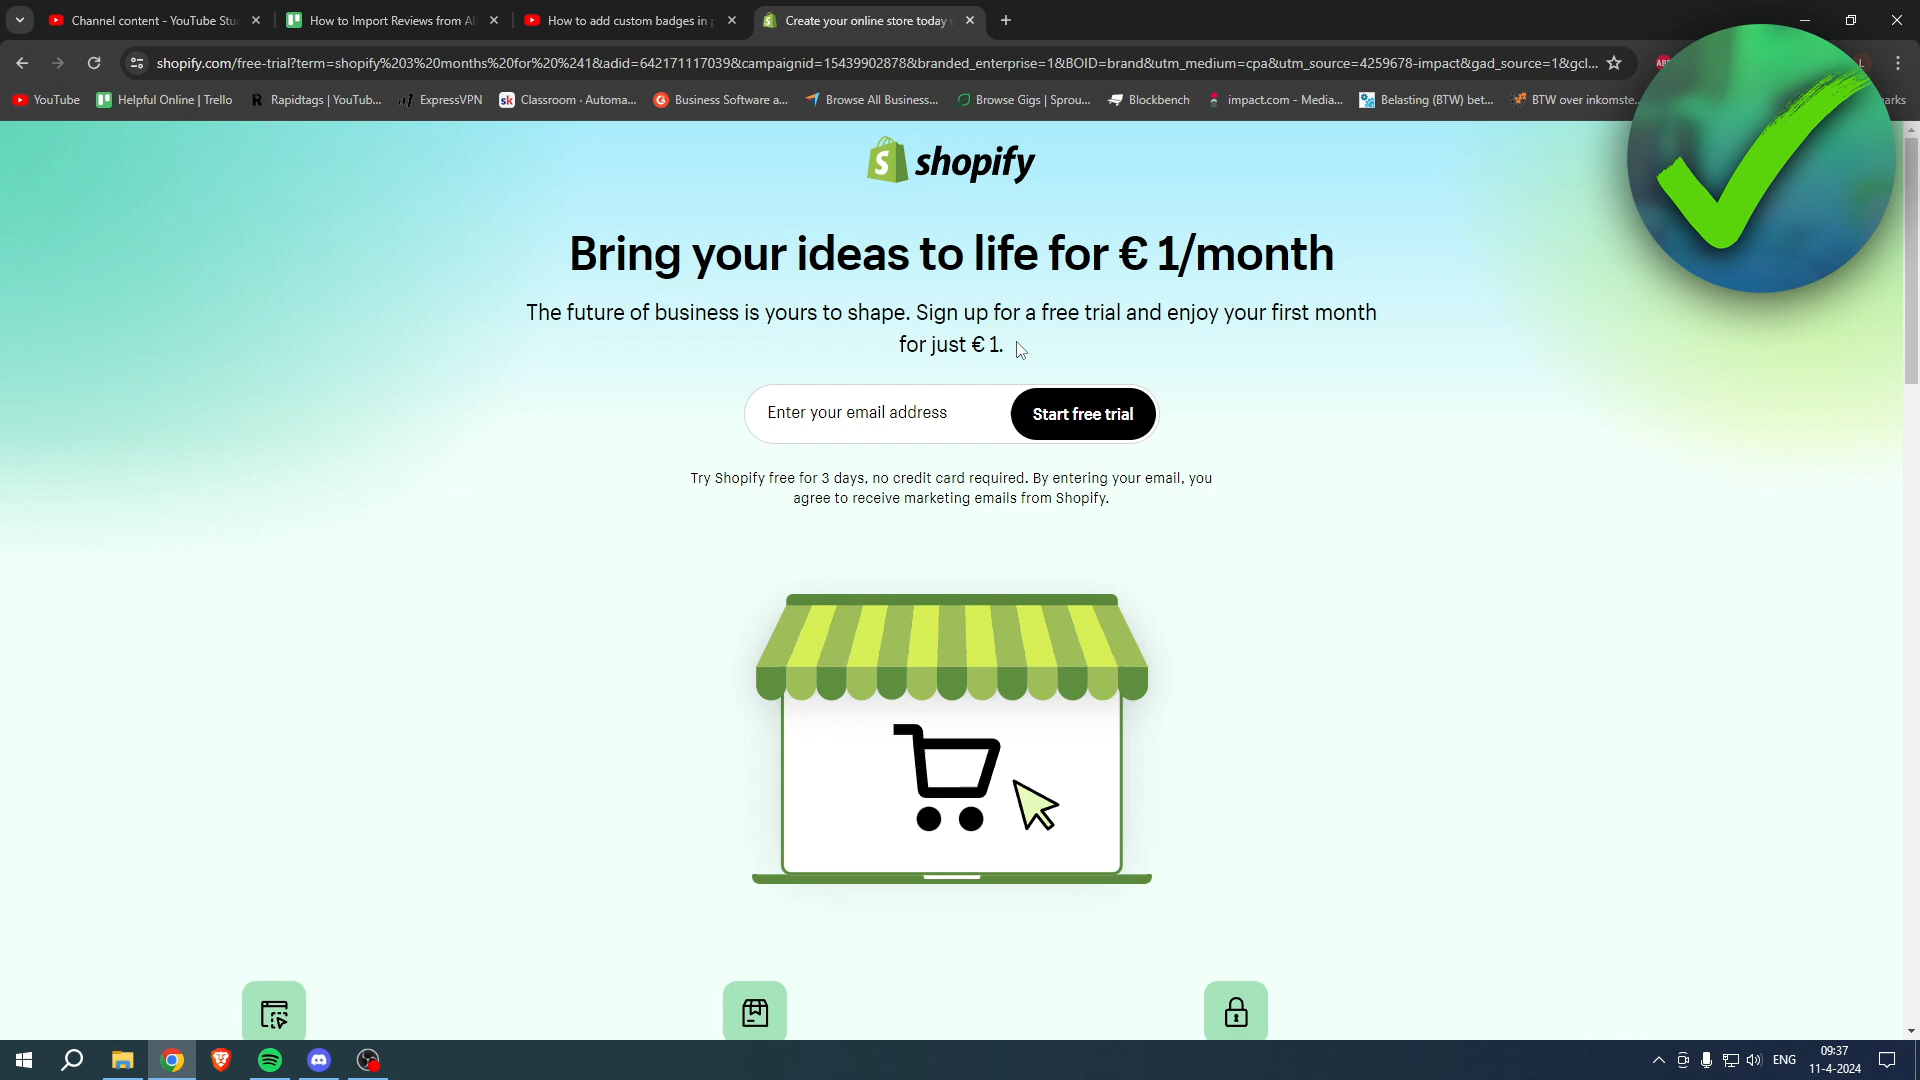 Channel content - YouTube Stu
How to Import Reviews from Al
How to add custom badges in
Create your online store today
shopify.com/free-trial?term=shopify%203%20months%20for%20%241&adid=642171117039&campaignid=15439902878&branded_enterprise=1&BOID=brand&utm_medium=cpa&utm_source=4259678-impact&gad_source=1&gcl...
YouTube
Helpful Online | Trello
Rapidtags | YouTub...
ExpressVPN
Classroom · Automa...
Business Software a...
Browse All Business...
Browse Gigs | Sprou...
Blockbench
impact.com - Media...
Belasting (BTW) bet...
BTW over inkomste...
shopify
Bring your ideas to life for € 1/month
The future of business is yours to shape. Sign up for a free trial and enjoy your first month
for just € 1.
Enter your email address
Start free trial
Try Shopify free for 3 days, no credit card required. By entering your email, you
agree to receive marketing emails from Shopify.
ENG
09:37
11-4-2024